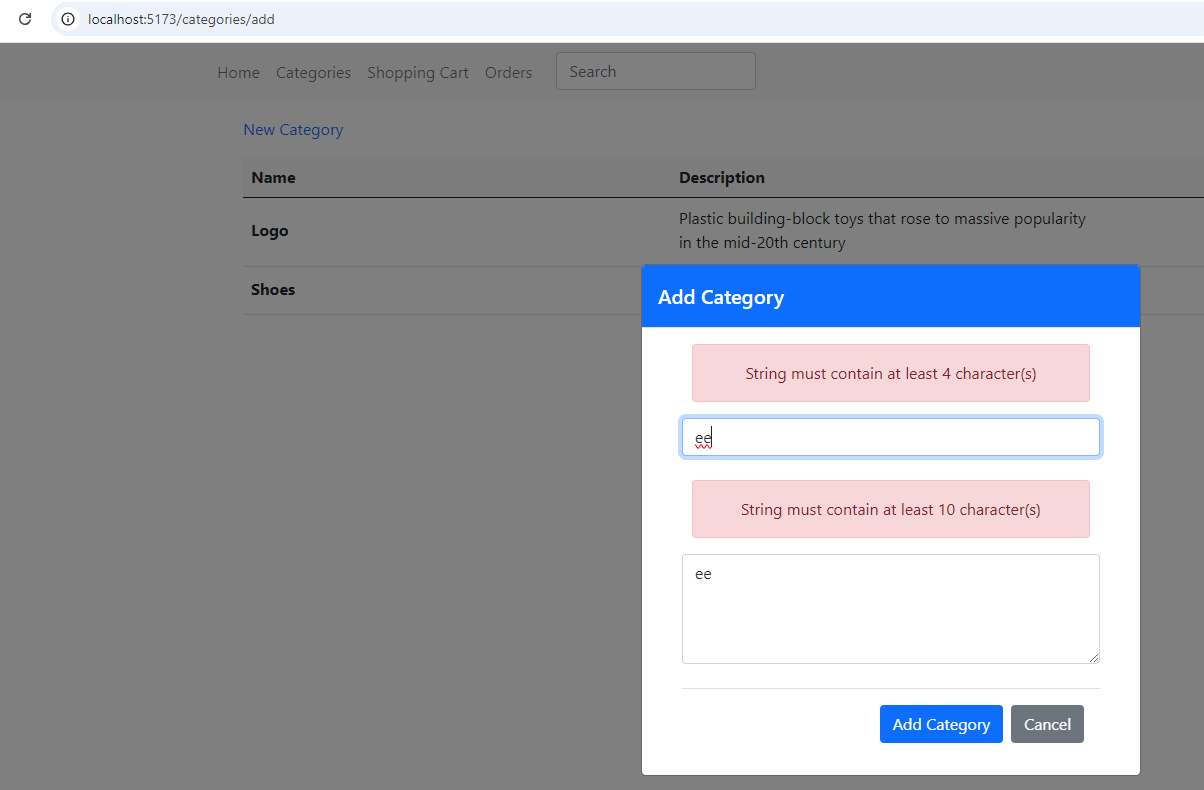 localhost:5173/categories/add
Home Categories Shopping Cart Orders Search
New Category
Name Description
Logo Plastic building-block toys that rose to massive popularity
in the mid-20th century
Shoes
Add Category
String must contain at least 4 character(s)
ee
String must contain at least 10 character(s)
ee
Add Category Cancel